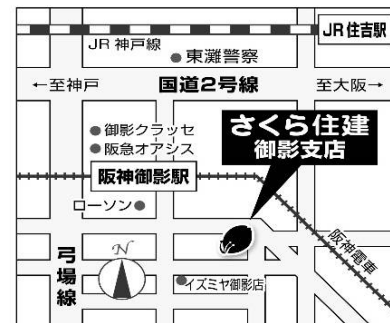 JR住吉駅
JR 神戸線
東灘警察
←至神戸
国道2号線
至大阪→
御影クラッセ
阪急オアシス
さくら住建
御影支店
阪神御影駅
ローソン
阪神電車
弓場線
N
イズミヤ御影店